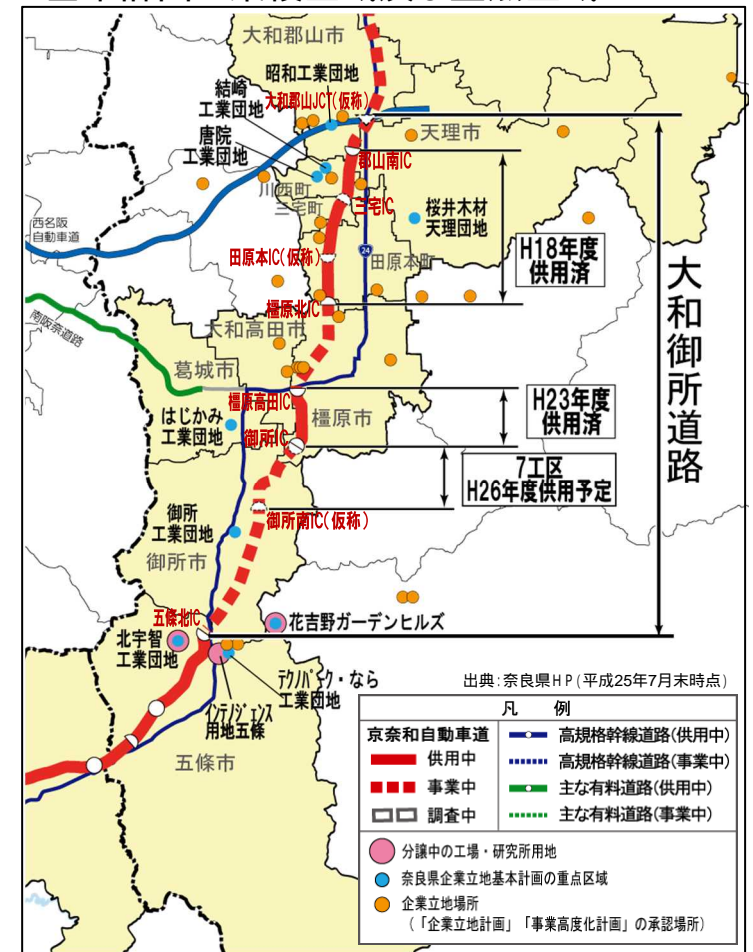 大和郡山市
昭和工業団地
結崎
工業団地
大和郡山JCT(仮称)
唐院
工業団地
天理市
郡山南IC
川西町
三宅町
三宅IC
桜井木材
天理団地
西名阪
自動車道
24
H18年度
供用済
田原本IC(仮称)
田原本町
大和御所道路
橿原北IC
南阪奈道路
大和高田市
葛城市
橿原高田IC
H23年度
供用済
はじかみ
工業団地
橿原市
御所IC
7工区
H26年度供用予定
御所
工業団地
御所南IC(仮称)
御所市
五條北IC
花吉野ガーデンヒルズ
北宇智
工業団地
テクノパーク・なら
工業団地
インテリジェンス
用地五條
五條市
出典:奈良県HP(平成25年7月末時点)
凡 例
京奈和自動車道
供用中
事業中
調査中
高規格幹線道路(供用中)
高規格幹線道路(事業中)
主な有料道路(供用中)
主な有料道路(事業中)
分譲中の工場・研究所用地
奈良県企業立地基本計画の重点区域
企業立地場所
(「企業立地計画」「事業高度化計画」の承認場所)